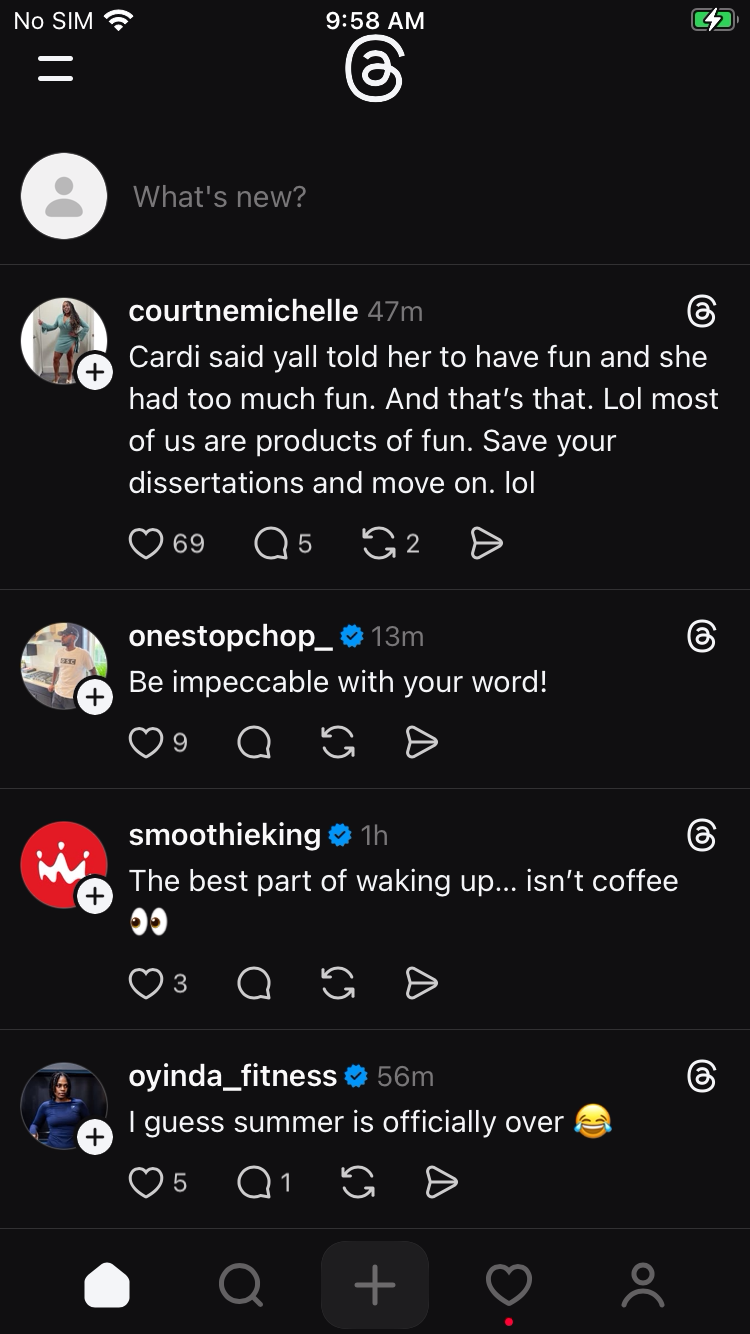 No SIM 9:58 AM
What's new?
courtnemichelle 47m
Cardi said yall told her to have fun and she
had too much fun. And that’s that. Lol most
of us are products of fun. Save your
dissertations and move on. lol
69 5 2
onestopchop_ 13m
Be impeccable with your word!
9
smoothieking 1h
The best part of waking up... isn’t coffee
👀
3
oyinda_fitness 56m
I guess summer is officially over 😂
5 1